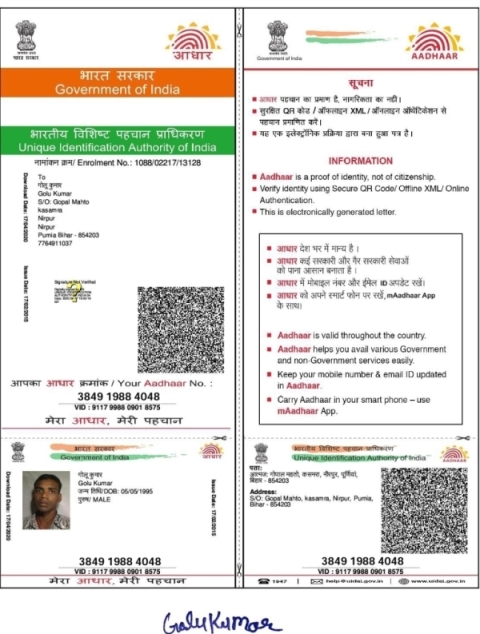 भारत सरकार
आधार
भारत सरकार
Government of India
भारतीय विशिष्ट पहचान प्राधिकरण
Unique Identification Authority of India
नामांकन क्रम/ Enrolment No.: 1088/02217/13128
Download Date: 17/04/2020
To
गोलू कुमार
Golu Kumar
S/O: Gopal Mahto
kasamra
Nirpur
Nirpur
Purnia Bihar - 854203
7764911037
Issue Date:
Signature Not Verified
आपका आधार क्रमांक / Your Aadhaar No. :
3849 1988 4048
VID : 9117 9988 0901 8575
मेरा आधार, मेरी पहचान
भारत सरकार
Government of India
आधार
Download Date: 17/04/2020
गोलू कुमार
Golu Kumar
जन्म तिथि/DOB: 05/05/1995
पुरुष/ MALE
Issue Date:
3849 1988 4048
VID : 9117 9988 0901 8575
मेरा आधार, मेरी पहचान
भारत सरकार
Government of India
AADHAAR
सूचना
आधार पहचान का प्रमाण है, नागरिकता का नहीं।
सुरक्षित QR कोड / ऑफलाइन XML / ऑनलाइन ऑथेंटिकेशन से
पहचान प्रमाणित करें।
यह एक इलेक्ट्रॉनिक प्रक्रिया द्वारा बना हुआ पत्र है।
INFORMATION
Aadhaar is a proof of identity, not of citizenship.
Verify identity using Secure QR Code/ Offline XML/ Online
Authentication.
This is electronically generated letter.
आधार देश भर में मान्य है।
आधार कई सरकारी और गैर सरकारी सेवाओं
को पाना आसान बनाता है।
आधार में मोबाइल नंबर और ईमेल ID अपडेट रखें।
आधार को अपने स्मार्ट फोन पर रखें, mAadhaar App
के साथ।
Aadhaar is valid throughout the country.
Aadhaar helps you avail various Government
and non-Government services easily.
Keep your mobile number & email ID updated
in Aadhaar.
Carry Aadhaar in your smart phone – use
mAadhaar App.
भारतीय विशिष्ट पहचान प्राधिकरण
Unique Identification Authority of India
AADHAAR
पता:
आत्मज: गोपाल महतो, कसमरा, नीरपुर, पूर्णिया,
बिहार - 854203
Address:
S/O: Gopal Mahto, kasamra, Nirpur, Purnia,
Bihar - 854203
3849 1988 4048
VID : 9117 9988 0901 8575
1947 | help@uidai.gov.in | www.uidai.gov.in
Golu Kumar